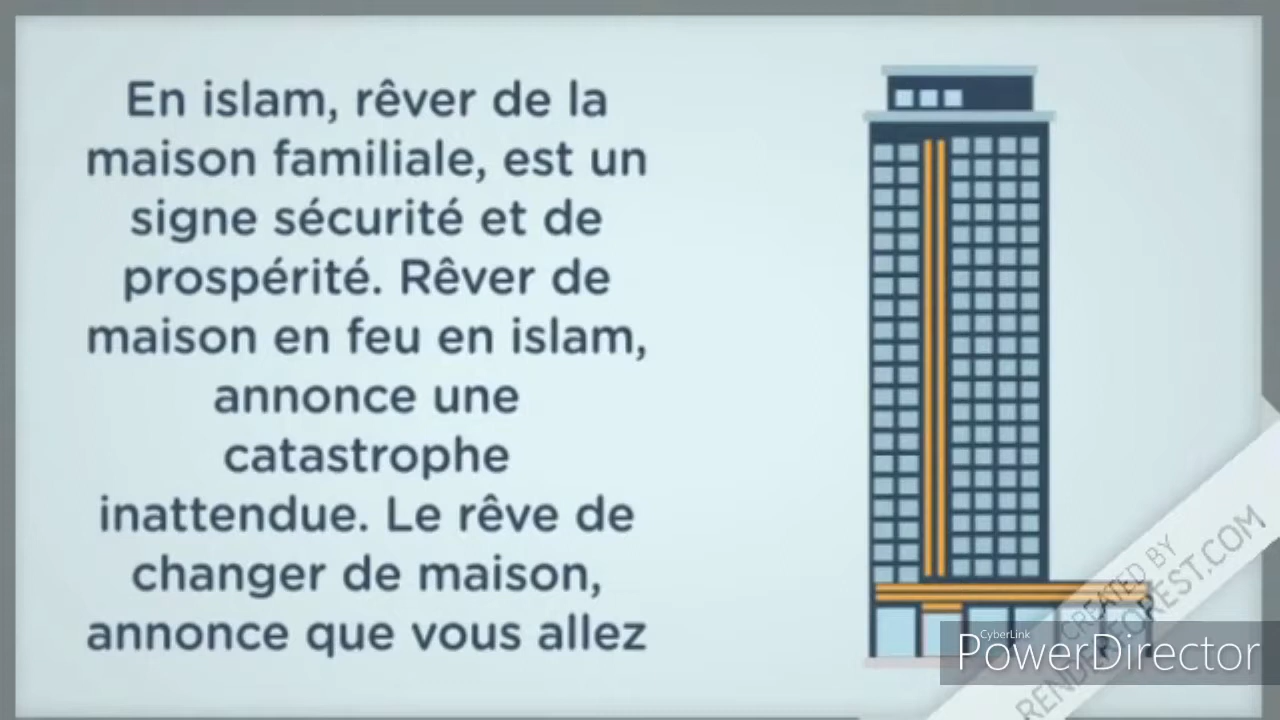 En islam, rêver de la
maison familiale, est un
signe sécurité et de
prospérité. Rêver de
maison en feu en islam,
annonce une
catastrophe
inattendue. Le rêve de
changer de maison,
annonce que vous allez
CREATED BY
RENDERFOREST.COM
CyberLink
PowerDirector